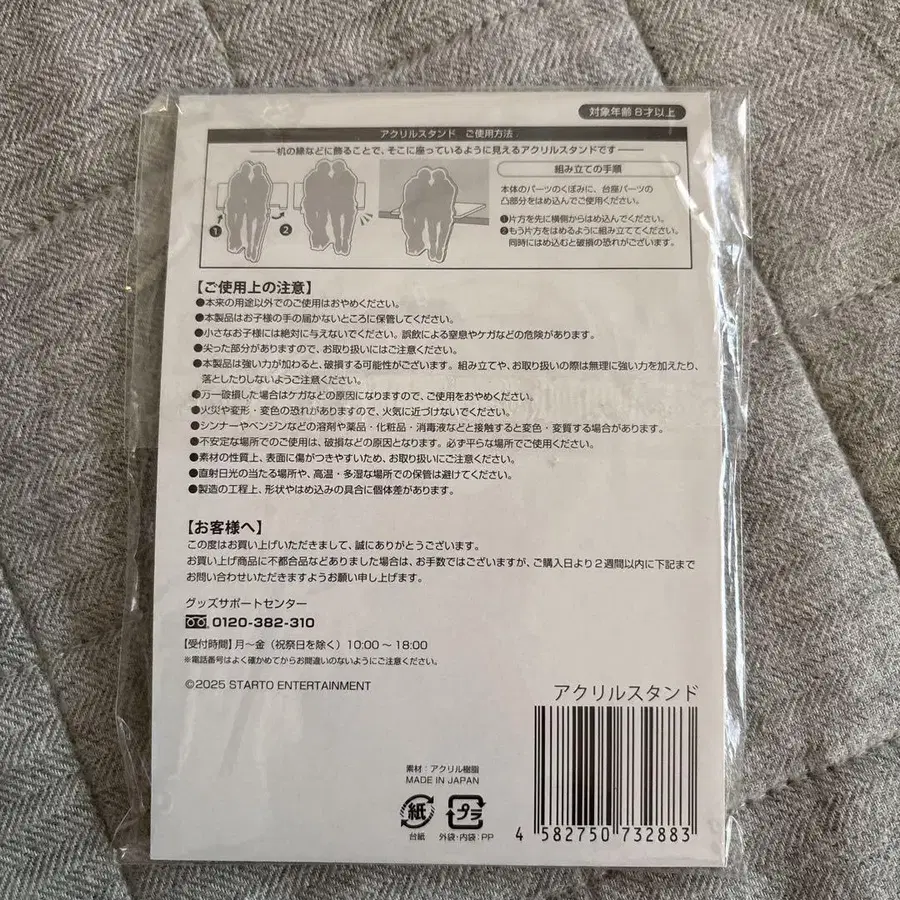 対象年齢 8才以上
アクリルスタンド ご使用方法
机の縁などに飾ることで、そこに座っているように見えるアクリルスタンドです
組み立ての手順
本体のパーツのくぼみに、台座パーツの
凸部分をはめ込んでご使用ください。
❶片方を先に横側からはめ込んでください。
❷もう片方をはめるように組み立ててください。
同時にはめ込むと破損の恐れがございます。
❶
❷
【ご使用上の注意】
●本来の用途以外でのご使用はおやめください。
●本製品はお子様の手の届かないところに保管してください。
●小さなお子様には絶対に与えないでください。誤飲による窒息やケガなどの危険があります。
●尖った部分がありますので、お取り扱いにはご注意ください。
●本製品は強い力が加わると、破損する可能性がございます。組み立てや、お取り扱いの際は無理に強い力を加えたり、
落としたりしないようご注意ください。
●万一破損した場合はケガなどの原因になりますので、ご使用をおやめください。
●火災や変形・変色の恐れがありますので、火気に近づけないでください。
●シンナーやベンジンなどの溶剤や薬品・化粧品・消毒液などと接触すると変色・変質する場合があります。
●不安定な場所でのご使用は、破損などの原因となります。必ず平らな場所でご使用ください。
●素材の性質上、表面に傷がつきやすいため、お取り扱いにご注意ください。
●直射日光の当たる場所や、高温・多湿な場所での保管は避けてください。
●製造の工程上、形状やはめ込みの具合に個体差があります。
【お客様へ】
この度はお買い上げいただきまして、誠にありがとうございます。
お買い上げ商品に不都合品などありました場合は、お手数ではございますが、ご購入日より2週間以内に下記まで
お問い合わせいただきますようお願い申し上げます。
グッズサポートセンター
0120-382-310
【受付時間】月〜金（祝祭日を除く）10:00〜18:00
※電話番号はよく確かめてからお間違いのないようにご注意ください。
©2025 STARTO ENTERTAINMENT
アクリルスタンド
素材：アクリル樹脂
MADE IN JAPAN
紙
プラ
台紙
外袋・内袋：PP
4 582750 732883